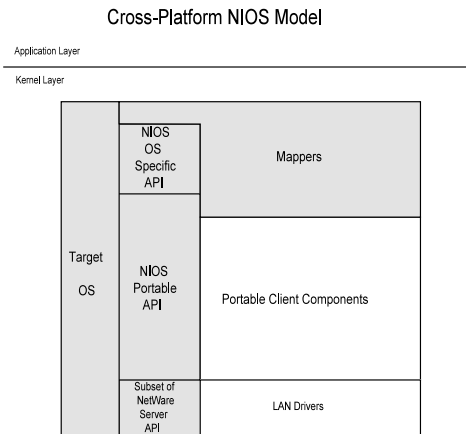 Cross-Platform NIOS Model
Application Layer
Kernel Layer
NIOS
OS
Specific
API
Mappers
Target
OS
NIOS
Portable
API
Portable Client Components
Subset of
NetWare
Server
API
LAN Drivers